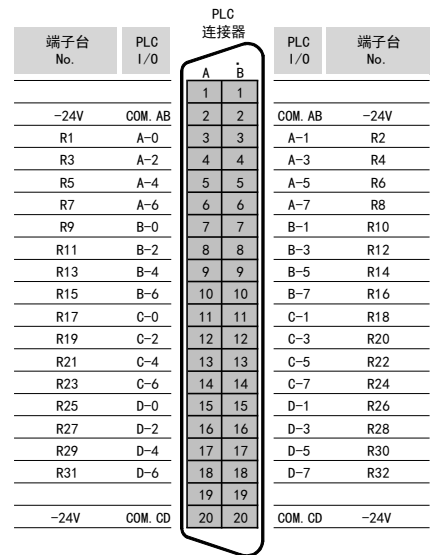 PLC
连接器
端子台 No. PLC I/0 A B PLC I/0 端子台 No.
1 1
-24V COM. AB 2 2 COM. AB -24V
R1 A-0 3 3 A-1 R2
R3 A-2 4 4 A-3 R4
R5 A-4 5 5 A-5 R6
R7 A-6 6 6 A-7 R8
R9 B-0 7 7 B-1 R10
R11 B-2 8 8 B-3 R12
R13 B-4 9 9 B-5 R14
R15 B-6 10 10 B-7 R16
R17 C-0 11 11 C-1 R18
R19 C-2 12 12 C-3 R20
R21 C-4 13 13 C-5 R22
R23 C-6 14 14 C-7 R24
R25 D-0 15 15 D-1 R26
R27 D-2 16 16 D-3 R28
R29 D-4 17 17 D-5 R30
R31 D-6 18 18 D-7 R32
19 19
-24V COM. CD 20 20 COM. CD -24V